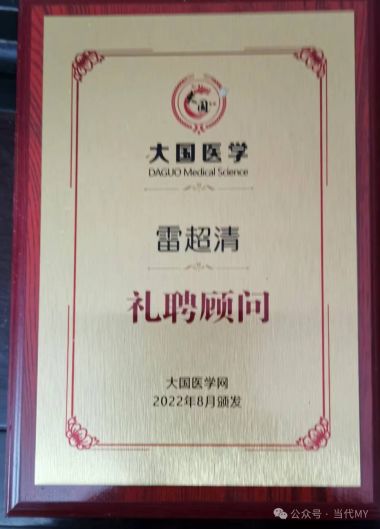 国
大国医学
DAGUO Medical Science
雷超清
礼聘顾问
大国医学网
2022年8月颁发
公众号·当代MY